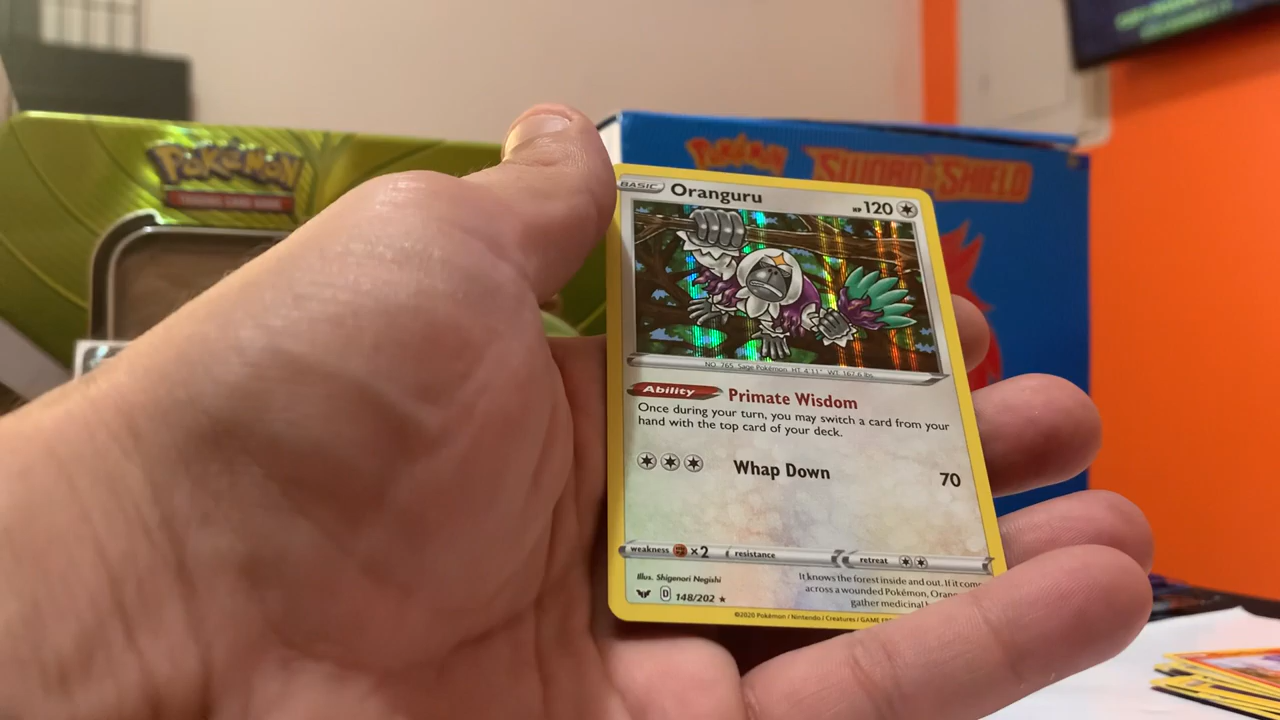 POKéMON
TRADING CARD GAME
POKéMON
SWORD SHIELD
BASIC
Oranguru
HP 120
NO. 765 Sage Pokémon HT: 4'11" WT: 167.6 lbs.
Ability
Primate Wisdom
Once during your turn, you may switch a card from your
hand with the top card of your deck.
Whap Down
70
weakness ×2 resistance retreat
Illus. Shigenori Negishi
D 148/202 ★
It knows the forest inside and out. If it
across a wounded Pokémon,
gather medicinal
©2020 Pokémon / Nintendo / Creatures / GAME